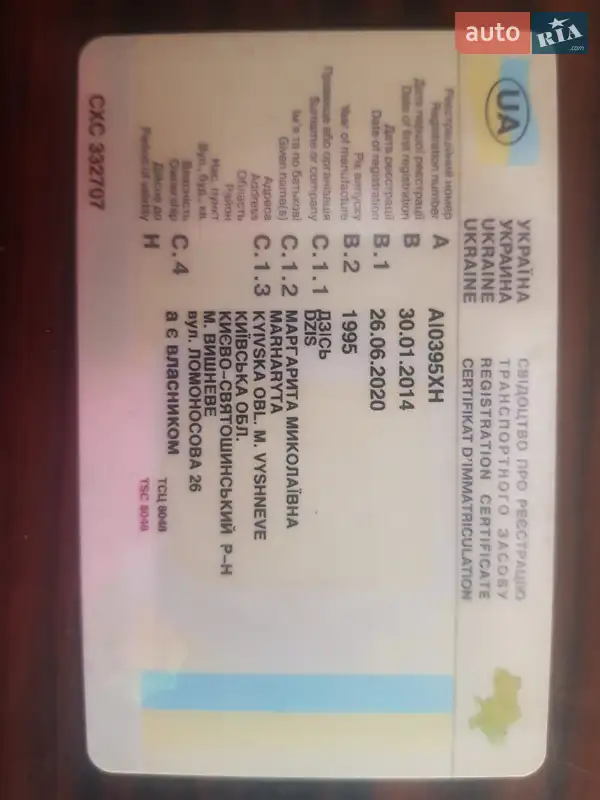 auto RIA .com
UA
УКРАЇНА СВІДОЦТВО ПРО РЕЄСТРАЦІЮ
УКРАИНА ТРАНСПОРТНОГО ЗАСОБУ
UKRAINE REGISTRATION CERTIFICATE
UKRAINE CERTIFIKAT D'IMMATRICULATION
Реєстраційний номер
Registration number A AI0395XH
Дата першої реєстрації
Date of first registration B 30.01.2014
Дата реєстрації
Date of registration B.1 26.06.2020
Рік випуску
Year of manufacture B.2 1995
Прізвище або організація C.1.1 ДЗІСЬ
Surname or company DZIS
Ім'я та по батькові C.1.2 МАРГАРИТА МИКОЛАЇВНА
Given name(s) MARHARYTA
Адреса C.1.3 KYIVSKA OBL. M. VYSHNEVE
Address
Область КИЇВСЬКА ОБЛ.
Район КИЄВО-СВЯТОШИНСЬКИЙ Р-Н
Нас. пункт М. ВИШНЕВЕ
Вул., буд., кв. ВУЛ. ЛОМОНОСОВА 26
Власність C.4 а є ВЛАСНИКОМ
Ownership
Дійсне до H ТСЦ 8048
Period of validity TSC 8048
СХС 332707